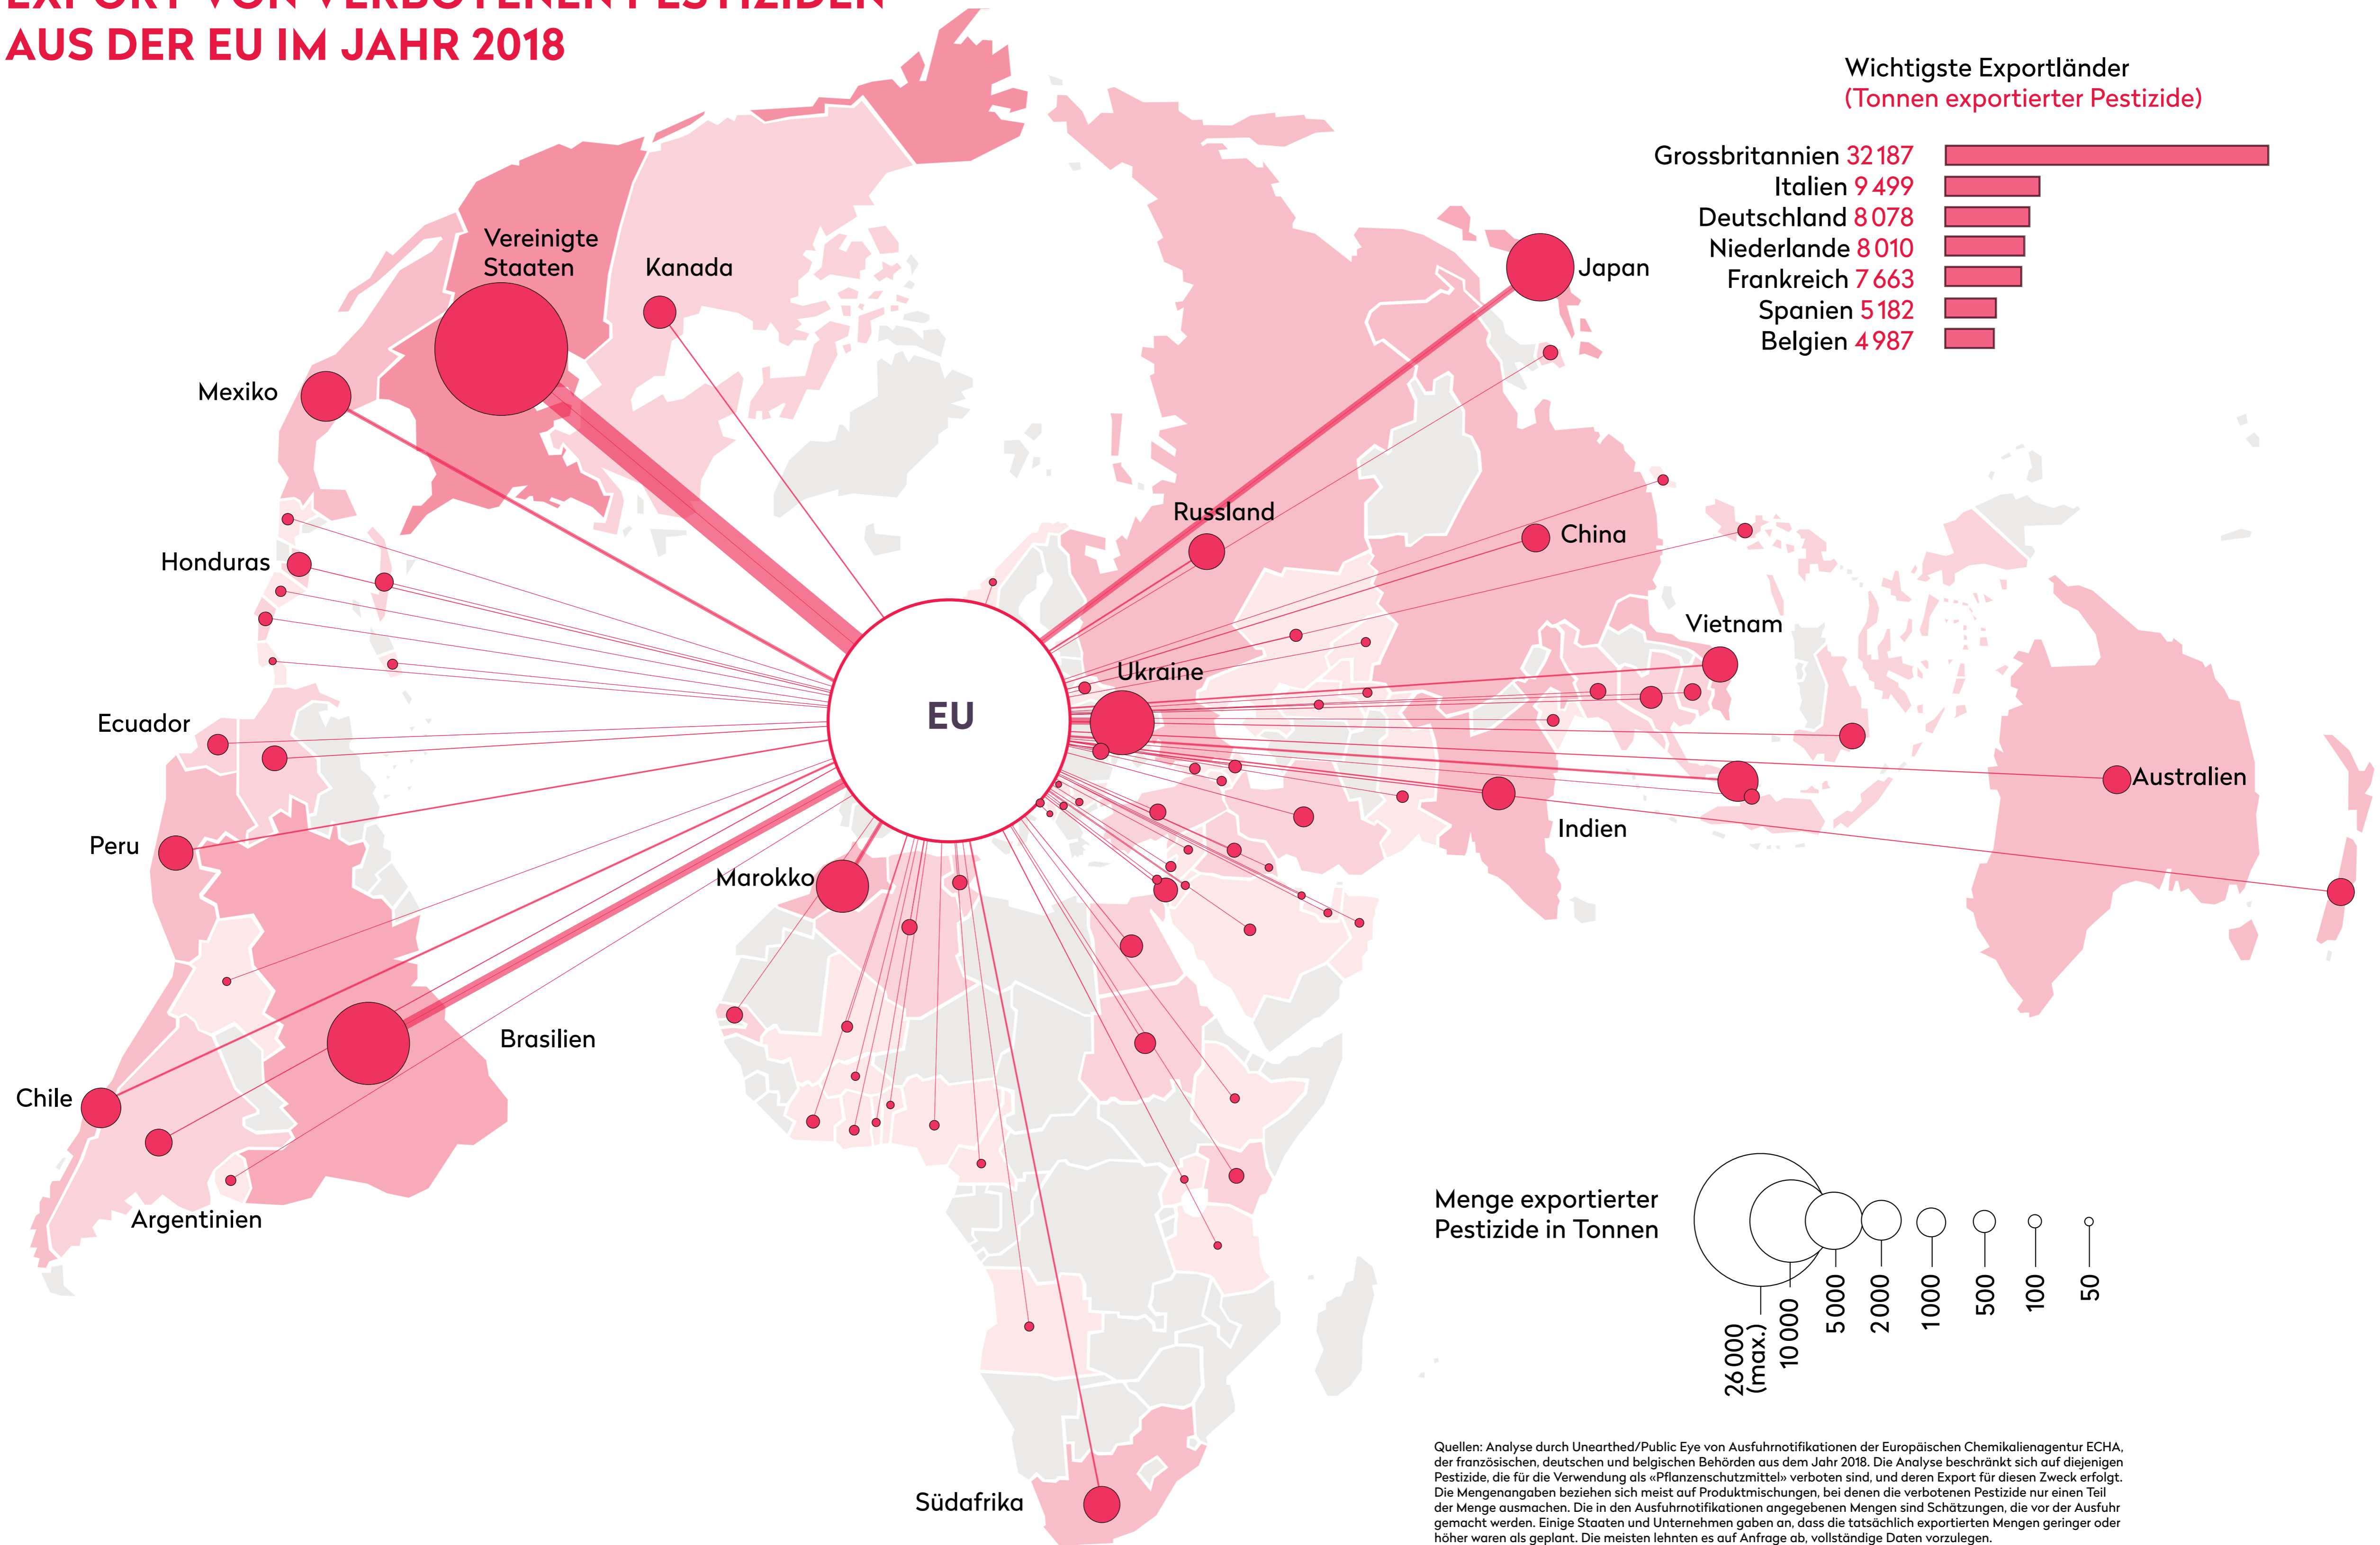 EXPORT VON VERBOTENEN PESTIZIDEN
AUS DER EU IM JAHR 2018
Wichtigste Exportländer
(Tonnen exportierter Pestizide)
Grossbritannien 32 187
Italien 9 499
Deutschland 8 078
Niederlande 8 010
Frankreich 7 663
Spanien 5 182
Belgien 4 987
Vereinigte
Staaten
Kanada
Japan
Mexiko
Russland
China
Honduras
Vietnam
Ukraine
EU
Ecuador
Australien
Indien
Peru
Marokko
Brasilien
Chile
Argentinien
Südafrika
Menge exportierter
Pestizide in Tonnen
26 000
(max.)
10 000
5 000
2 000
1 000
500
100
50
Quellen: Analyse durch Unearthed/Public Eye von Ausfuhrnotifikationen der Europäischen Chemikalienagentur ECHA,
der französischen, deutschen und belgischen Behörden aus dem Jahr 2018. Die Analyse beschränkt sich auf diejenigen
Pestizide, die für die Verwendung als «Pflanzenschutzmittel» verboten sind, und deren Export für diesen Zweck erfolgt.
Die Mengenangaben beziehen sich meist auf Produktmischungen, bei denen die verbotenen Pestizide nur einen Teil
der Menge ausmachen. Die in den Ausfuhrnotifikationen angegebenen Mengen sind Schätzungen, die vor der Ausfuhr
gemacht werden. Einige Staaten und Unternehmen gaben an, dass die tatsächlich exportierten Mengen geringer oder
höher waren als geplant. Die meisten lehnten es auf Anfrage ab, vollständige Daten vorzulegen.